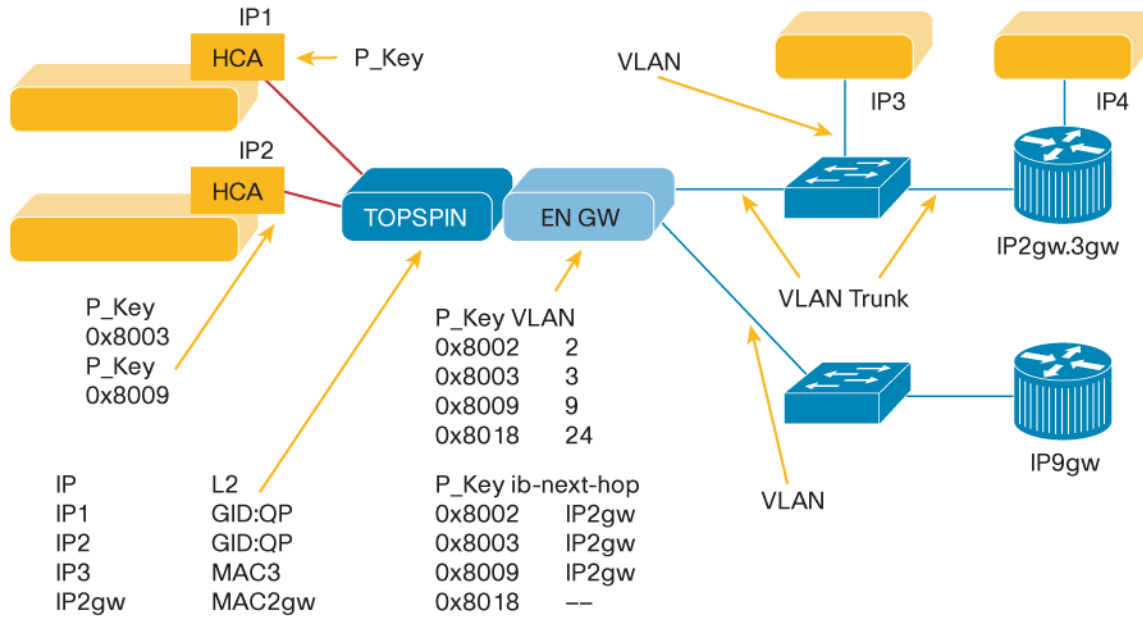 IP1
HCA
P_Key
VLAN
IP3
IP4
IP2
HCA
TOPSPIN
EN GW
IP2gw.3gw
VLAN Trunk
P_Key
0x8003
P_Key
0x8009
P_Key VLAN
0x8002 2
0x8003 3
0x8009 9
0x8018 24
IP9gw
VLAN
IP L2
IP1 GID:QP
IP2 GID:QP
IP3 MAC3
IP2gw MAC2gw
P_Key ib-next-hop
0x8002 IP2gw
0x8003 IP2gw
0x8009 IP2gw
0x8018 --